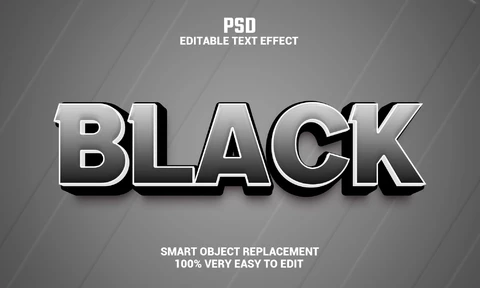 PSD
EDITABLE TEXT EFFECT
BLACK
SMART OBJECT REPLACEMENT
100% VERY EASY TO EDIT